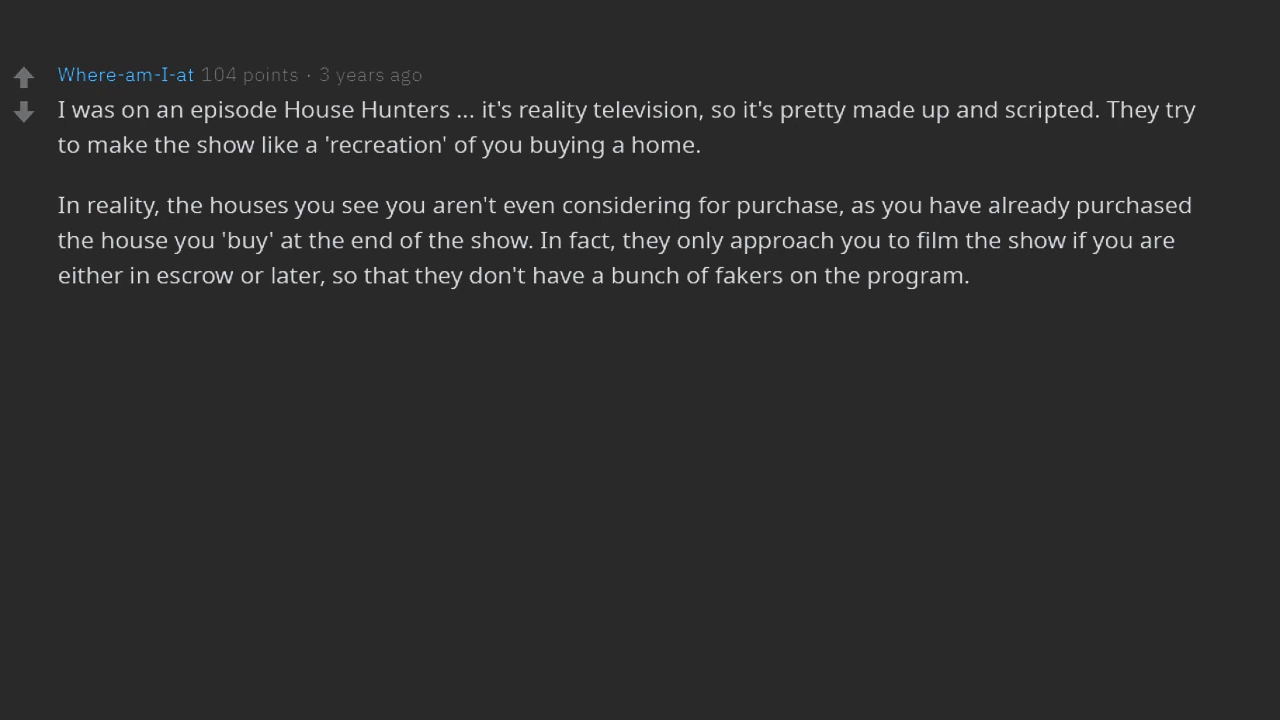 Where-am-I-at 104 points · 3 years ago
I was on an episode House Hunters ... it's reality television, so it's pretty made up and scripted. They try
to make the show like a 'recreation' of you buying a home.
In reality, the houses you see you aren't even considering for purchase, as you have already purchased
the house you 'buy' at the end of the show. In fact, they only approach you to film the show if you are
either in escrow or later, so that they don't have a bunch of fakers on the program.